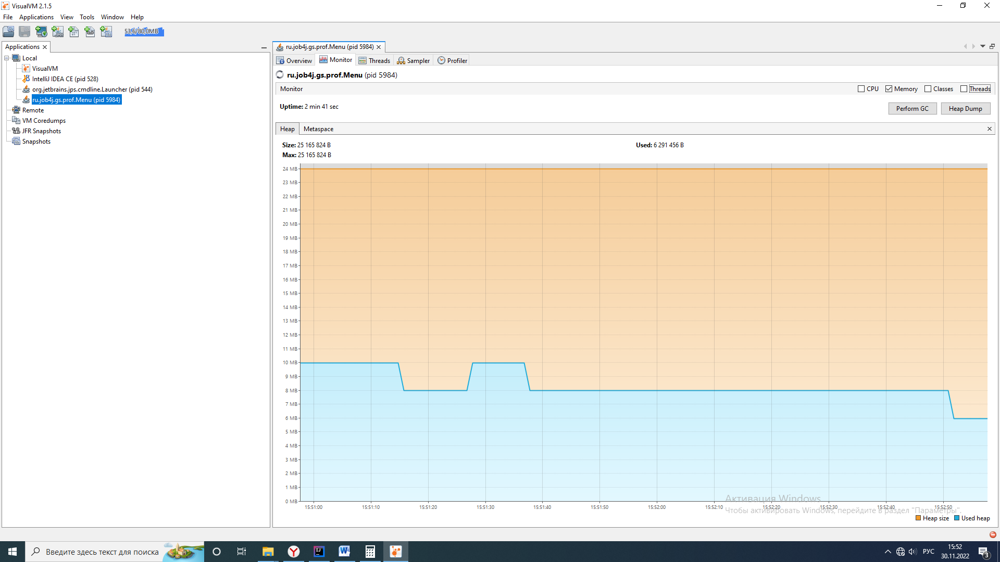 VisualVM 2.1.5
File Applications View Tools Window Help
53,6/80,0MB
Applications
Local
VisualVM
IntelliJ IDEA CE (pid 528)
org.jetbrains.jps.cmdline.Launcher (pid 544)
ru.job4j.gs.prof.Menu (pid 5984)
Remote
VM Coredumps
JFR Snapshots
Snapshots
ru.job4j.gs.prof.Menu (pid 5984)
Overview Monitor Threads Sampler Profiler
ru.job4j.gs.prof.Menu (pid 5984)
Monitor CPU Memory Classes Threads
Uptime: 2 min 41 sec
Perform GC Heap Dump
Heap Metaspace
Size: 25 165 824 B Used: 6 291 456 B
Max: 25 165 824 B
24 MB
23 MB
22 MB
21 MB
20 MB
19 MB
18 MB
17 MB
16 MB
15 MB
14 MB
13 MB
12 MB
11 MB
10 MB
9 MB
8 MB
7 MB
6 MB
5 MB
4 MB
3 MB
2 MB
1 MB
0 MB
15:51:00 15:51:10 15:51:20 15:51:30 15:51:40 15:51:50 15:52:00 15:52:10 15:52:20 15:52:30 15:52:40 15:52:50
Активация Windows
Чтобы активировать Windows, перейдите в раздел "Параметры".
Heap size Used heap
Введите здесь текст для поиска
РУС
15:52
30.11.2022
3